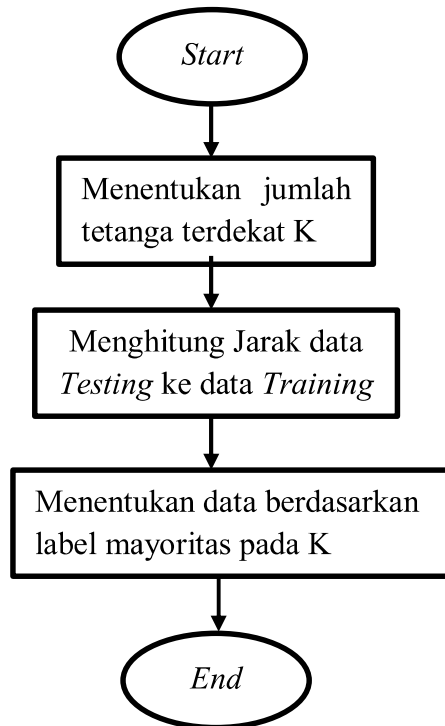 Start
Menentukan jumlah
tetanga terdekat K
Menghitung Jarak data
Testing ke data Training
Menentukan data berdasarkan
label mayoritas pada K
End